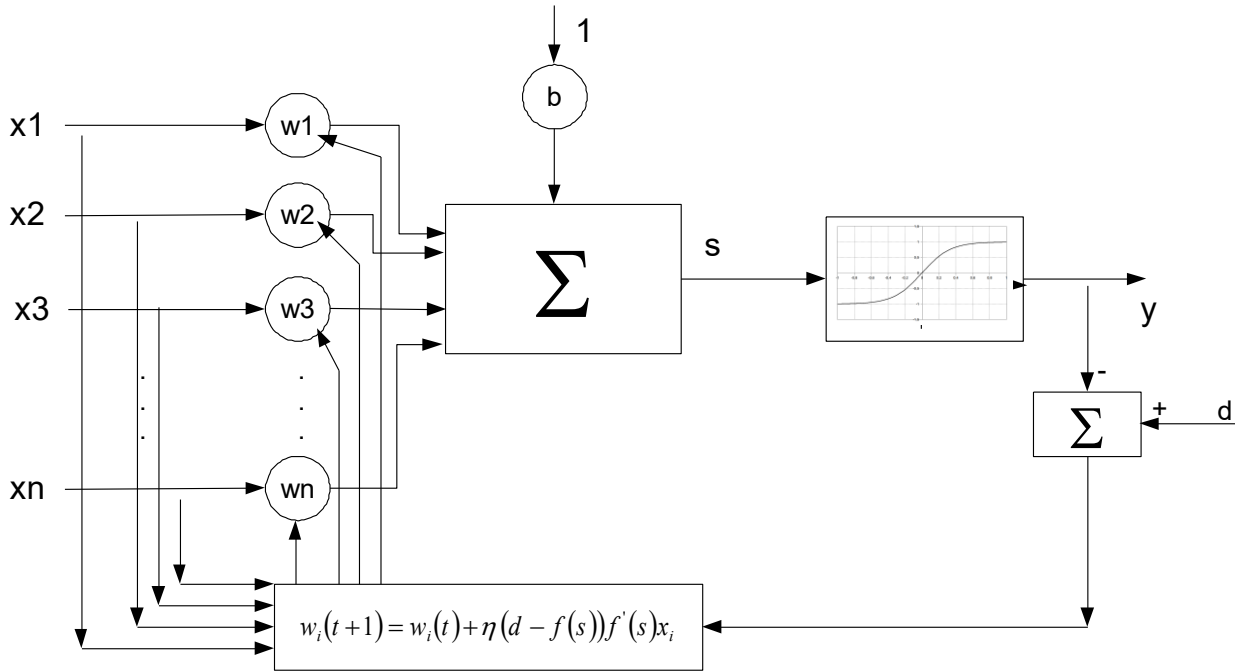 1
b
x1
w1
x2
w2
s
Σ
x3
w3
y
-
+
d
Σ
. . .
. . .
xn
wn
w_i(t+1) = w_i(t) + η(d − f(s))f'(s)x_i